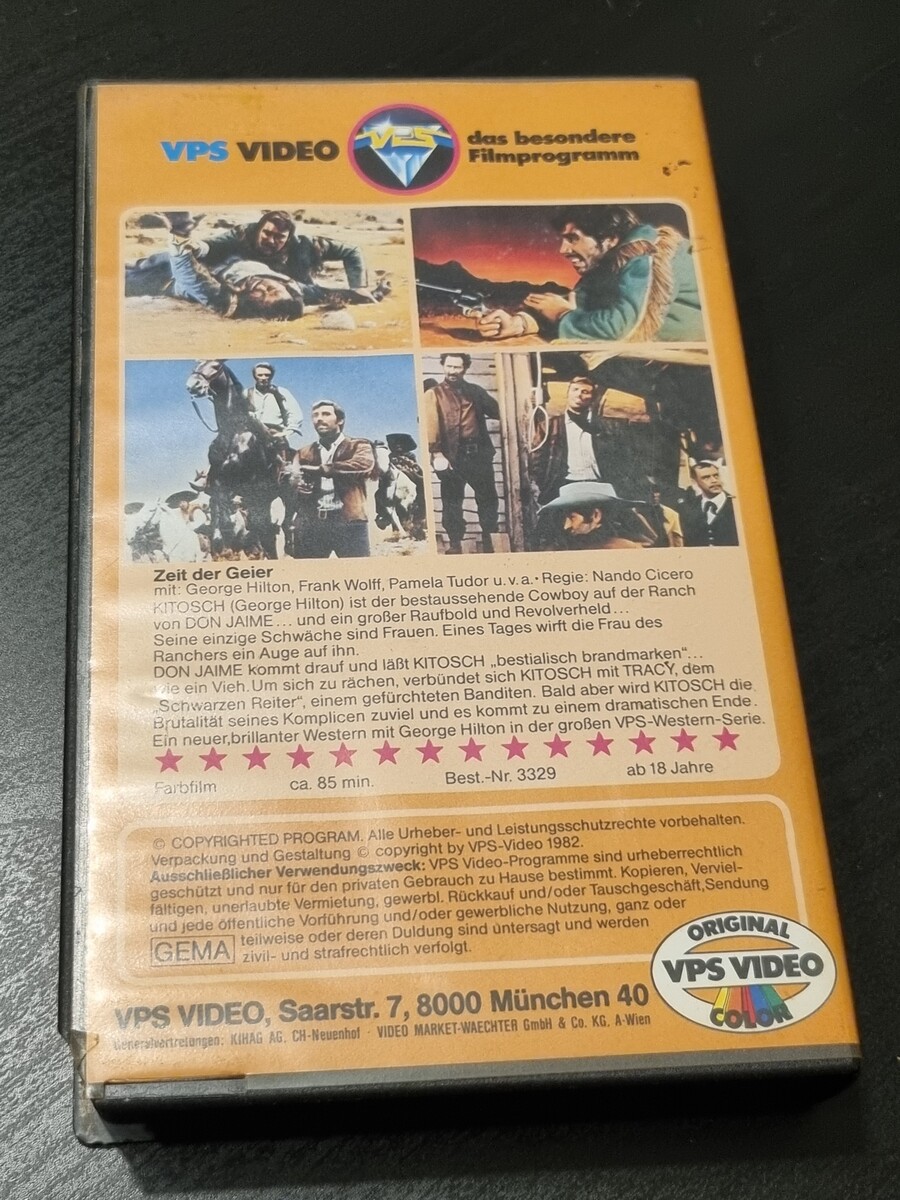 VPS VIDEO
VPS
das besondere
Filmprogramm
Zeit der Geier
mit: George Hilton, Frank Wolff, Pamela Tudor u.v.a.·Regie: Nando Cicero
KITOSCH (George Hilton) ist der bestaussehende Cowboy auf der Ranch
von DON JAIME... und ein großer Raufbold und Revolverheld...
Seine einzige Schwäche sind Frauen. Eines Tages wirft die Frau des
Ranchers ein Auge auf ihn.
DON JAIME kommt drauf und läßt KITOSCH „bestialisch brandmarken“...
wie ein Vieh. Um sich zu rächen, verbündet sich KITOSCH mit TRACY, dem
„Schwarzen Reiter“, einem gefürchteten Banditen. Bald aber wird KITOSCH die
Brutalität seines Komplicen zuviel und es kommt zu einem dramatischen Ende.
Ein neuer, brillanter Western mit George Hilton in der großen VPS-Western-Serie.
Farbfilm ca. 85 min. Best.-Nr. 3329 ab 18 Jahre
© COPYRIGHTED PROGRAM. Alle Urheber- und Leistungsschutzrechte vorbehalten.
Verpackung und Gestaltung © copyright by VPS-Video 1982.
Ausschließlicher Verwendungszweck: VPS Video-Programme sind urheberrechtlich
geschützt und nur für den privaten Gebrauch zu Hause bestimmt. Kopieren, Verviel-
fältigen, unerlaubte Vermietung, gewerbl. Rückkauf und/oder Tauschgeschäft, Sendung
und jede öffentliche Vorführung und/oder gewerbliche Nutzung, ganz oder
GEMA teilweise oder deren Duldung sind untersagt und werden
zivil- und strafrechtlich verfolgt.
ORIGINAL
VPS VIDEO
COLOR
VPS VIDEO, Saarstr. 7, 8000 München 40
Generalvertretungen: KIHAG AG, CH-Neuenhof · VIDEO MARKET-WAECHTER GmbH & Co. KG, A-Wien